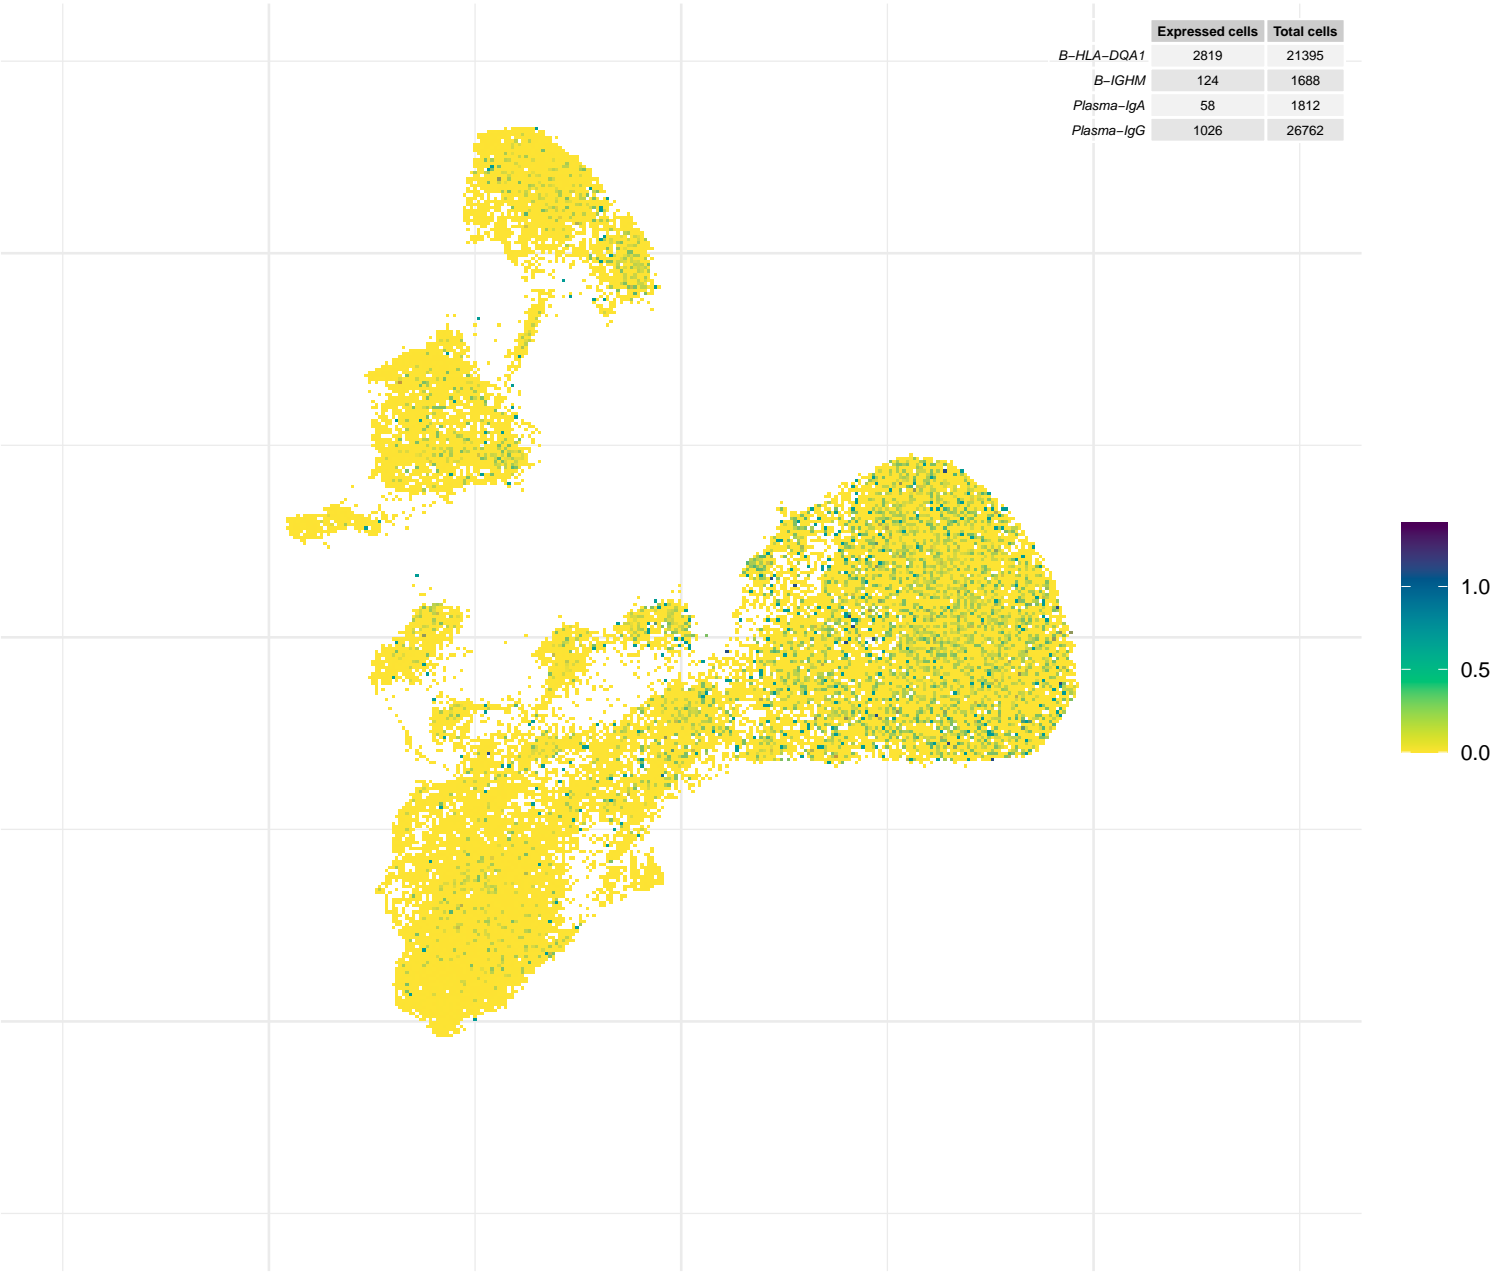 Expressed cells Total cells
B−HLA−DQA1 2819 21395
B−IGHM 124 1688
Plasma−IgA 58 1812
Plasma−IgG 1026 26762
1.0
0.5
0.0